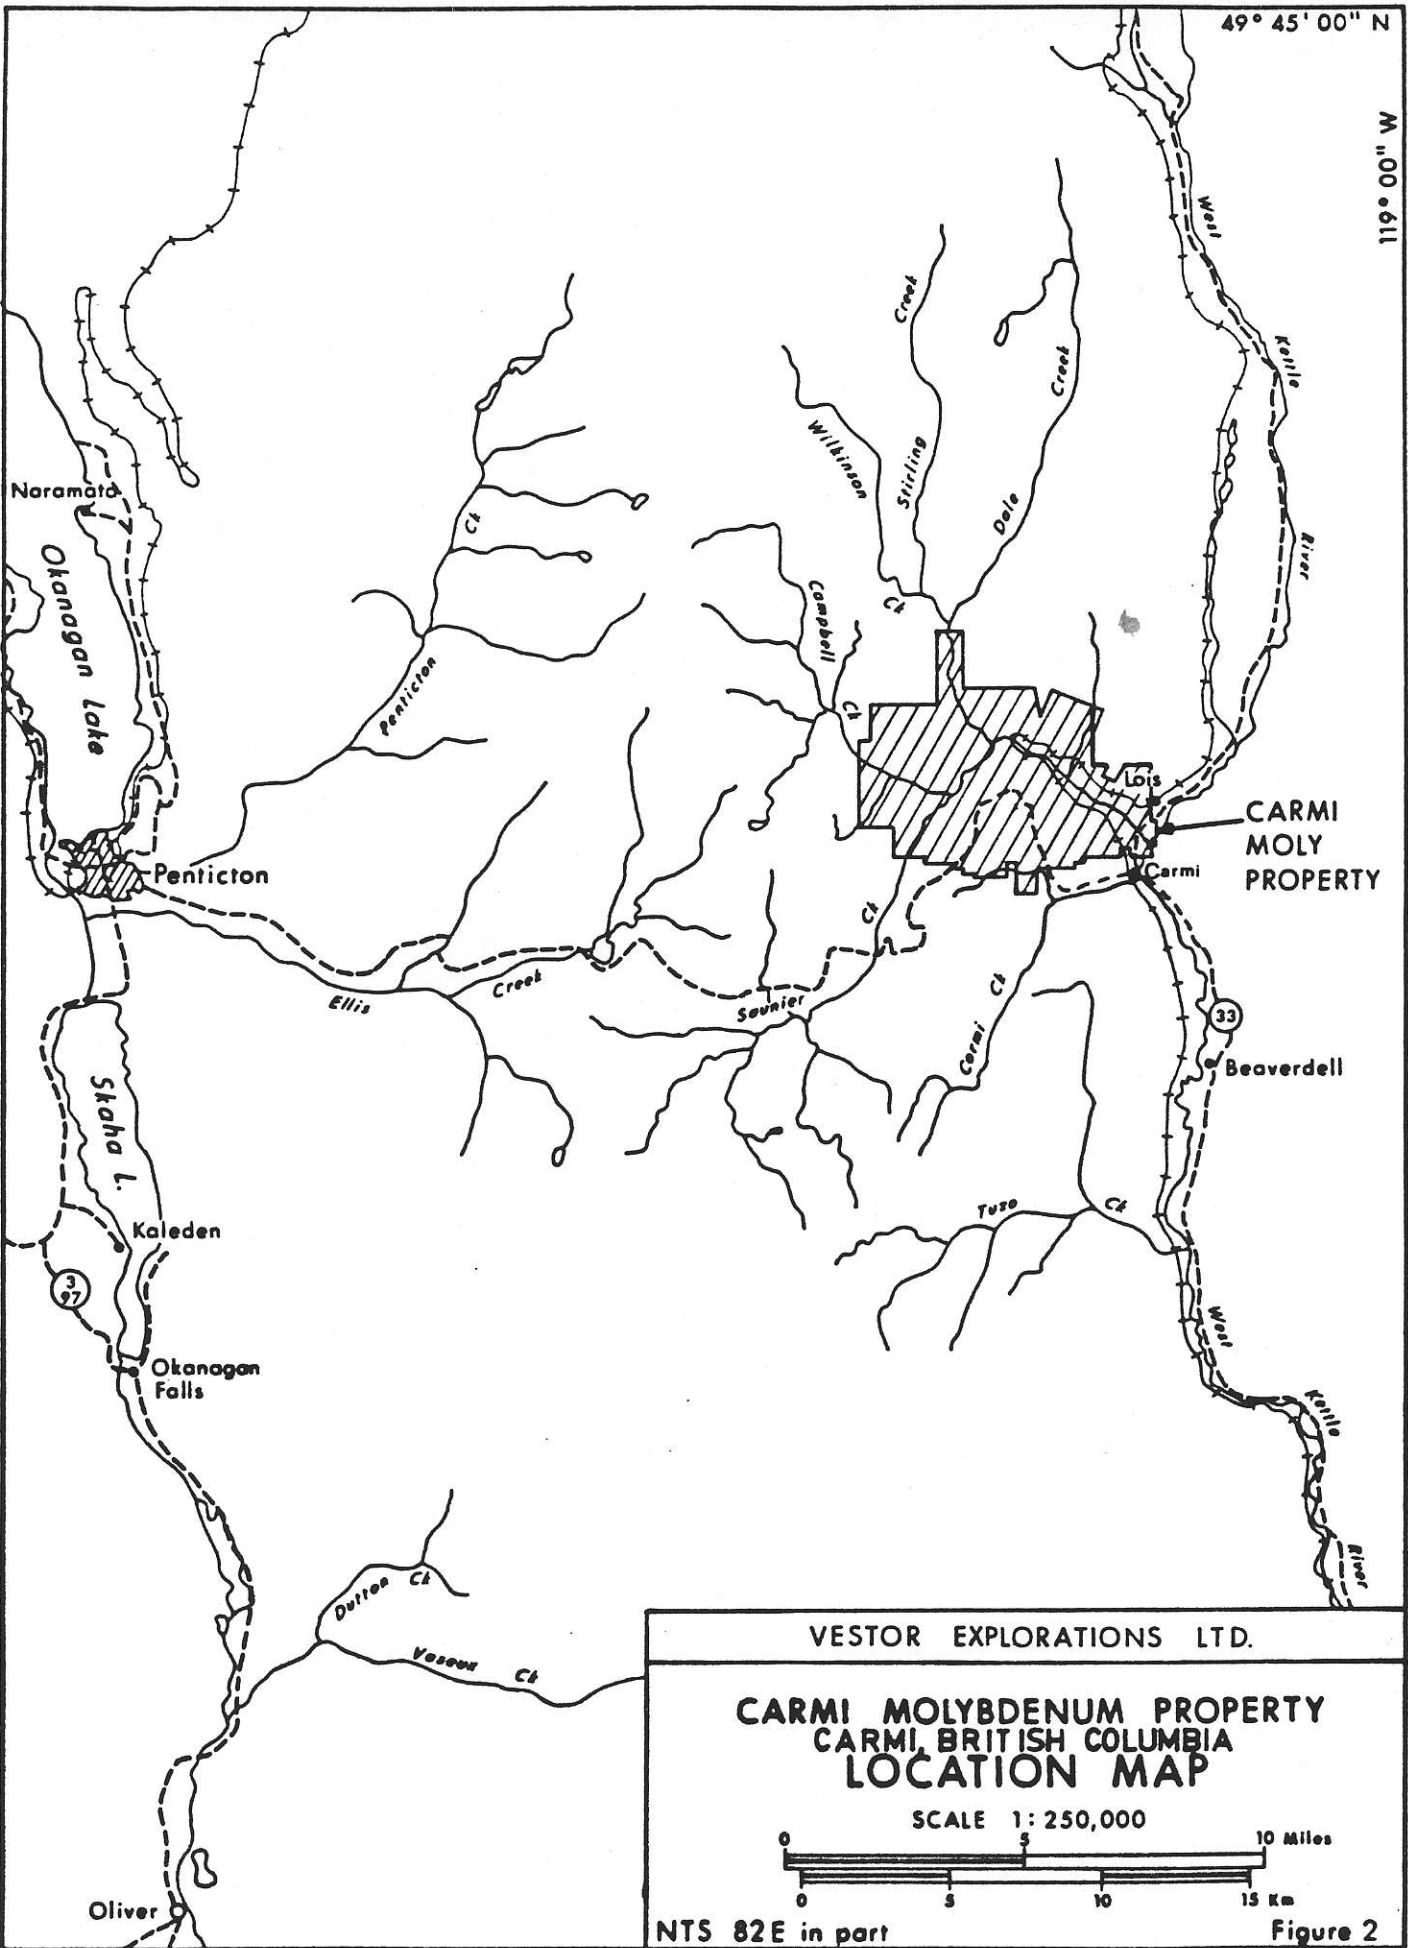 49° 45' 00" N
119° 00" W
West
Kettle
River
Creek
Creek
Wilkinson
Stirling
Dale
Ck
Naramata
Okanagan Lake
Ck
Penticton
Campbell
Ck
Lois
CARMI
MOLY
PROPERTY
Carmi
Penticton
Ck
Ellis
Creek
Saunier
Carmi
Ck
33
Beaverdell
Skaha L.
Kaleden
3
97
Tuzo
Ck
West
Kettle
River
Okanagan
Falls
Dutton
Ck
Vaseux
Ck
Oliver
VESTOR EXPLORATIONS LTD.
CARMI MOLYBDENUM PROPERTY
CARMI, BRITISH COLUMBIA
LOCATION MAP
SCALE 1:250,000
0 5 10 Miles
0 5 10 15 Km
NTS 82E in part
Figure 2